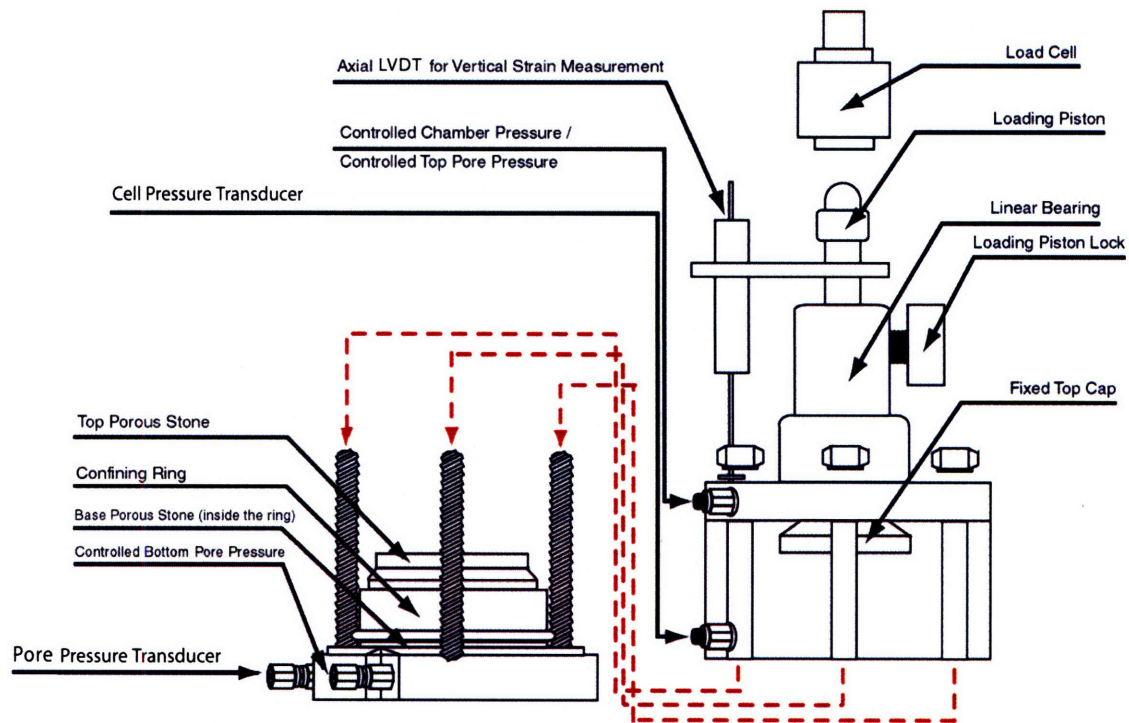 Axial LVDT for Vertical Strain Measurement
Controlled Chamber Pressure /
Controlled Top Pore Pressure
Cell Pressure Transducer
Load Cell
Loading Piston
Linear Bearing
Loading Piston Lock
Fixed Top Cap
Top Porous Stone
Confining Ring
Base Porous Stone (inside the ring)
Controlled Bottom Pore Pressure
Pore Pressure Transducer